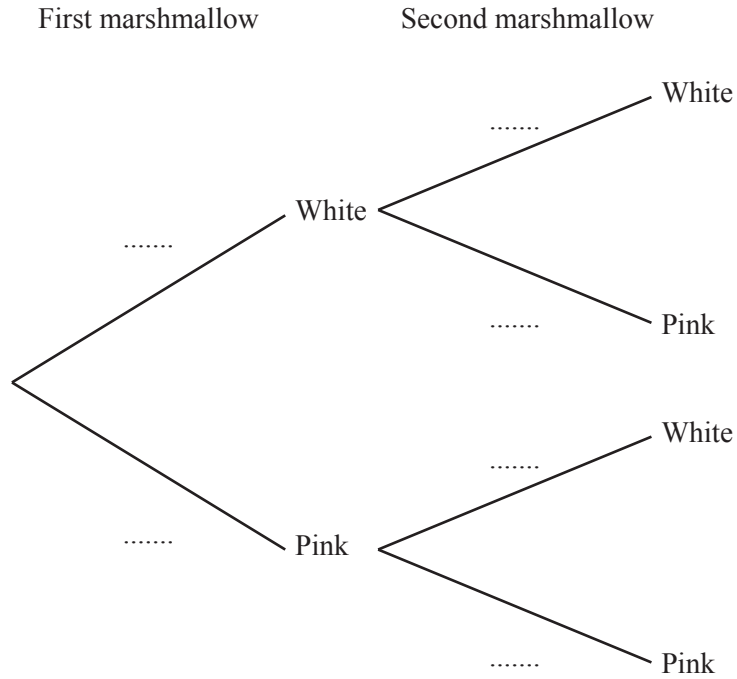 First marshmallow Second marshmallow
White
.......
White
.......
.......
Pink
White
.......
.......
Pink
.......
Pink